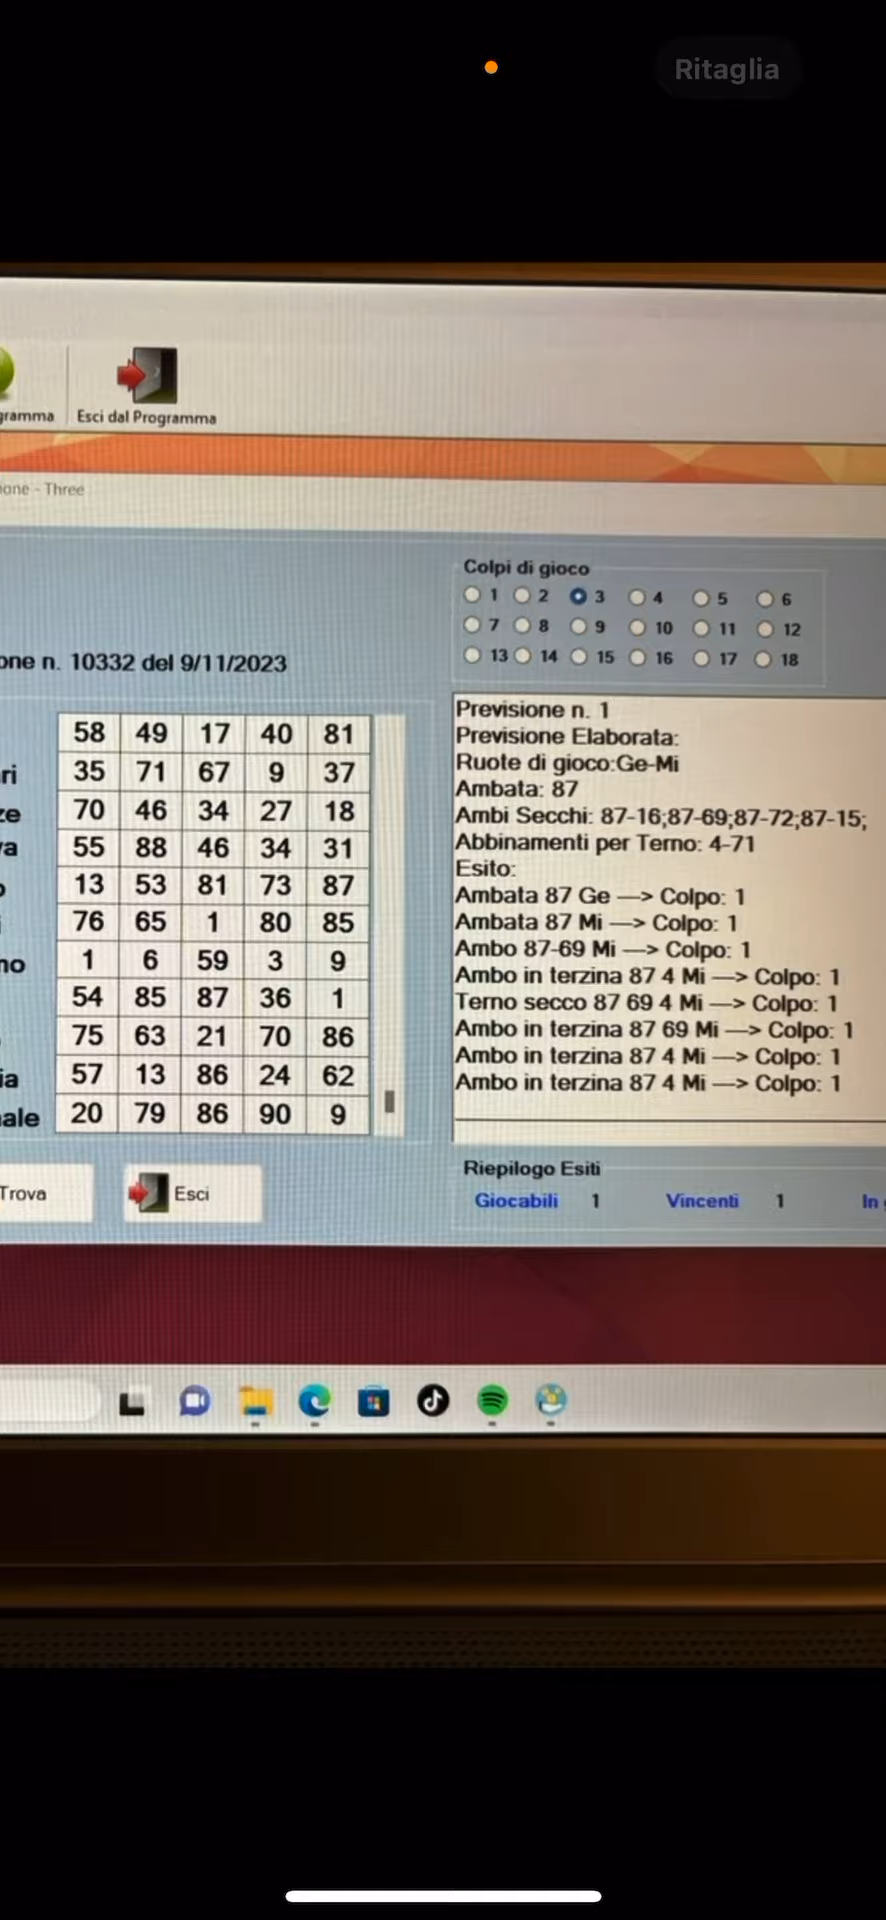 Ritaglia
gramma
Esci dal Programma
ione - Three
Colpi di gioco
1 2 3 4 5 6
7 8 9 10 11 12
13 14 15 16 17 18
one n. 10332 del 9/11/2023
58 49 17 40 81
ri 35 71 67 9 37
ze 70 46 34 27 18
va 55 88 46 34 31
o 13 53 81 73 87
i 76 65 1 80 85
no 1 6 59 3 9
54 85 87 36 1
75 63 21 70 86
ia 57 13 86 24 62
nale 20 79 86 90 9
Previsione n. 1
Previsione Elaborata:
Ruote di gioco:Ge-Mi
Ambata: 87
Ambi Secchi: 87-16;87-69;87-72;87-15;
Abbinamenti per Terno: 4-71
Esito:
Ambata 87 Ge ---> Colpo: 1
Ambata 87 Mi ---> Colpo: 1
Ambo 87-69 Mi ---> Colpo: 1
Ambo in terzina 87 4 Mi ---> Colpo: 1
Terno secco 87 69 4 Mi ---> Colpo: 1
Ambo in terzina 87 69 Mi ---> Colpo: 1
Ambo in terzina 87 4 Mi ---> Colpo: 1
Ambo in terzina 87 4 Mi ---> Colpo: 1
Trova
Esci
Riepilogo Esiti
Giocabili 1 Vincenti 1 In